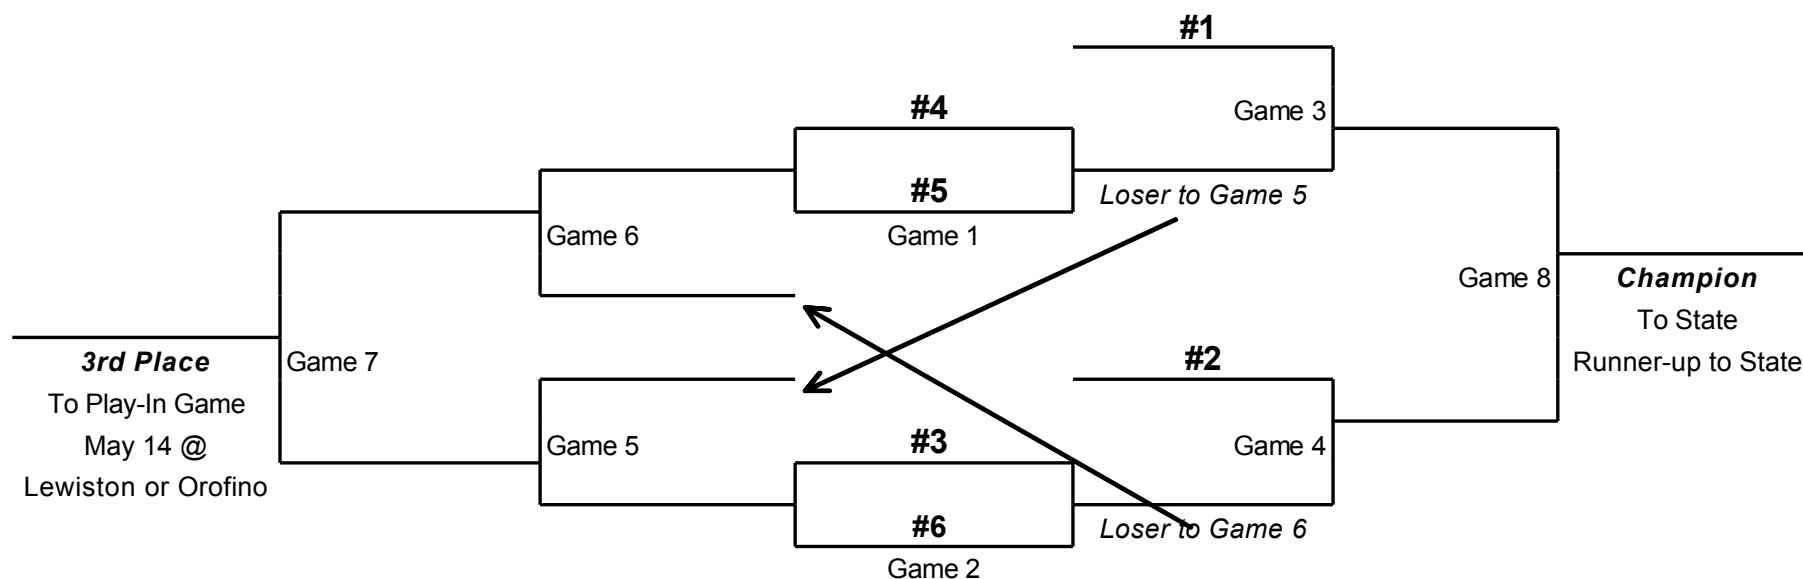 #1
#4
Game 3
#5
Loser to Game 5
Game 6
Game 1
Game 8
Champion
To State
Runner-up to State
3rd Place
Game 7
#2
To Play-In Game
May 14 @
Lewiston or Orofino
Game 5
#3
Game 4
#6
Loser to Game 6
Game 2